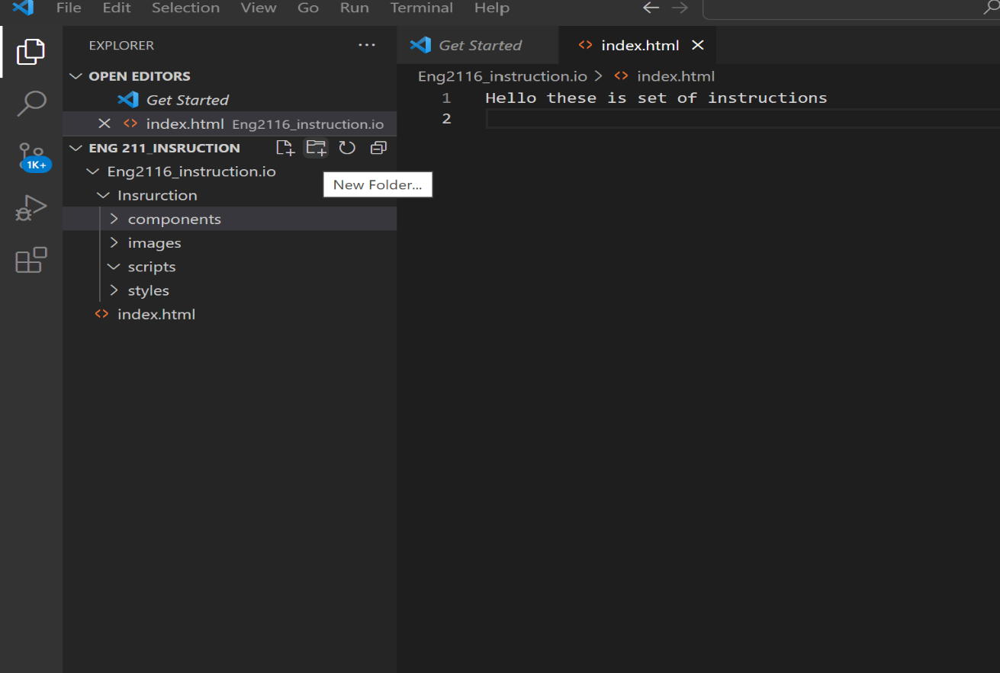 File Edit Selection View Go Run Terminal Help
EXPLORER
OPEN EDITORS
Get Started
index.html Eng2116_instruction.io
ENG 211_INSRUCTION
Eng2116_instruction.io
New Folder...
Insrurction
components
images
scripts
styles
index.html
1K+
Get Started index.html
Eng2116_instruction.io > index.html
1 Hello these is set of instructions
2